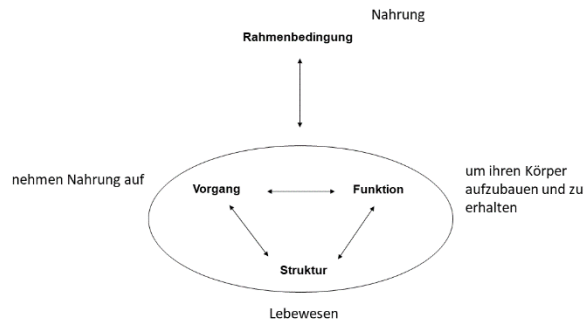 Nahrung
Rahmenbedingung
nehmen Nahrung auf
um ihren Körper
aufzubauen und zu
erhalten
Vorgang
Funktion
Struktur
Lebewesen